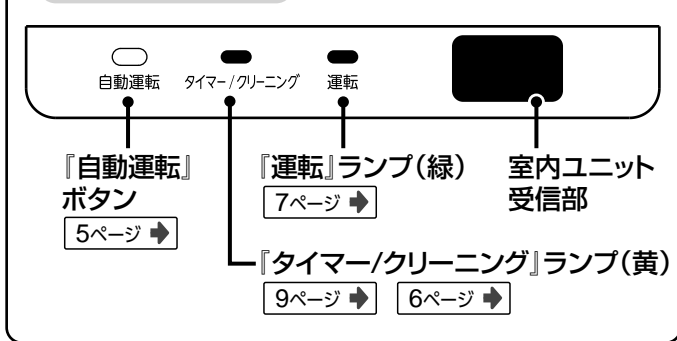 自動運転 タイマー/クリーニング 運転
『自動運転』
ボタン
5ページ
『運転』ランプ(緑)
7ページ
室内ユニット
受信部
『タイマー/クリーニング』ランプ(黄)
9ページ 6ページ